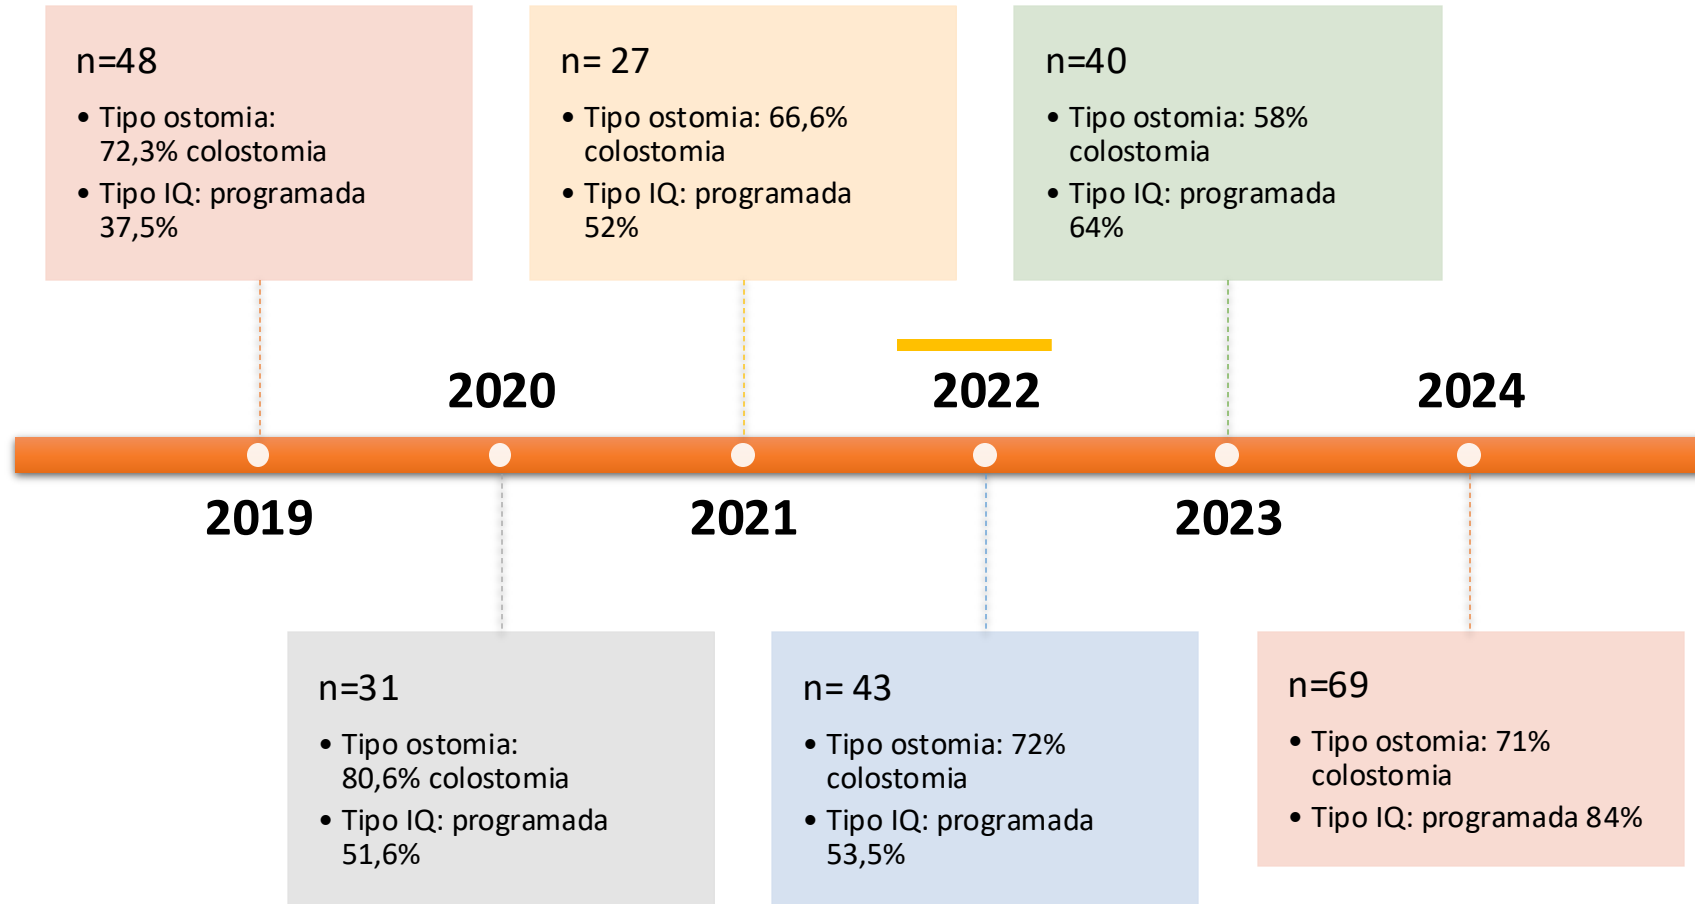 n=48
• Tipo ostomia:
72,3% colostomia
• Tipo IQ: programada
37,5%
n= 27
• Tipo ostomia: 66,6%
colostomia
• Tipo IQ: programada
52%
n=40
• Tipo ostomia: 58%
colostomia
• Tipo IQ: programada
64%
2020
2022
2024
2019
2021
2023
n=31
• Tipo ostomia:
80,6% colostomia
• Tipo IQ: programada
51,6%
n= 43
• Tipo ostomia: 72%
colostomia
• Tipo IQ: programada
53,5%
n=69
• Tipo ostomia: 71%
colostomia
• Tipo IQ: programada 84%